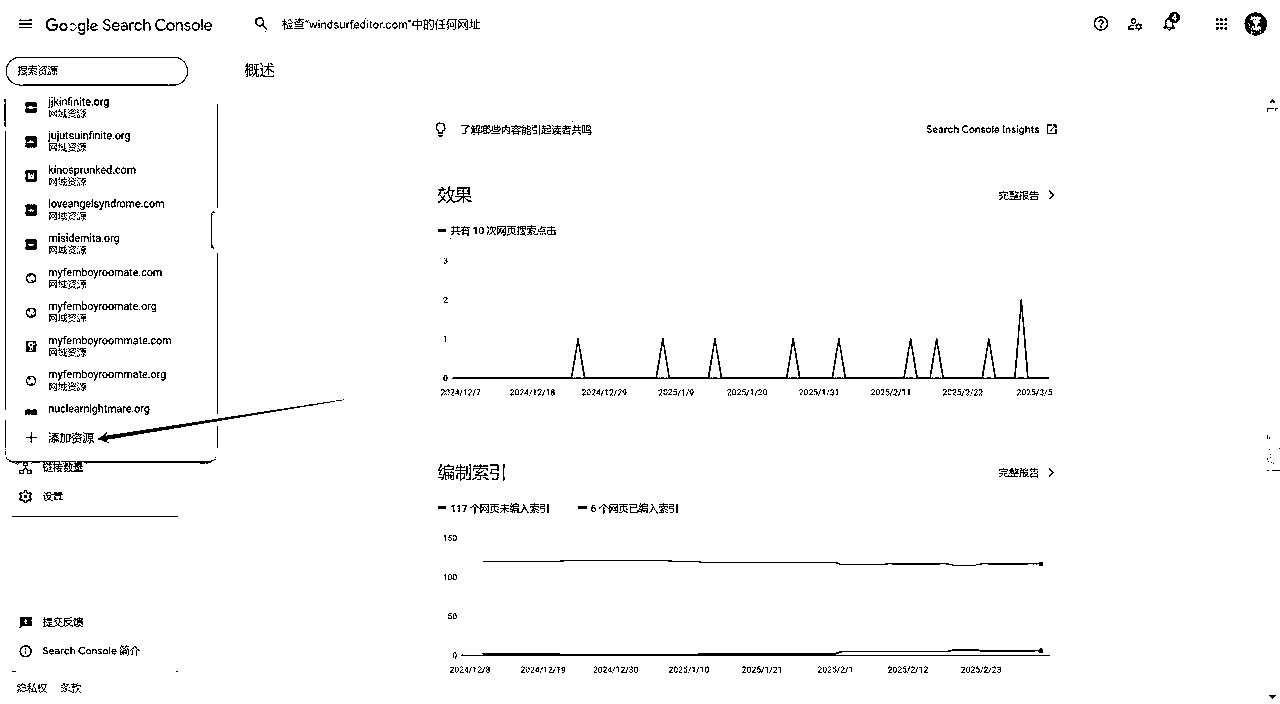 Google Search Console
检查"windsurfeditor.com"中的任何网址
4
搜索资源
概述
jjkinfinite.org
网域资源
jujutsuinfinite.org
网域资源
kinosprunked.com
网域资源
loveangelsyndrome.com
网域资源
misidemita.org
网域资源
myfemboyroomate.com
网域资源
myfemboyroomate.org
网域资源
myfemboyroommate.com
网域资源
myfemboyroommate.org
网域资源
nuclearnightmare.org
添加资源
链接数量
设置
提交反馈
Search Console 简介
隐私权 条款
了解哪些内容能引起读者共鸣
Search Console Insights
效果
完整报告
共有 10 次网页搜索点击
3
2
1
0
2024/12/7 2024/12/18 2024/12/29 2025/1/9 2025/1/20 2025/1/31 2025/2/11 2025/2/22 2025/3/5
编制索引
完整报告
117 个网页未编入索引 6 个网页已编入索引
150
100
50
0
2024/12/8 2024/12/19 2024/12/30 2025/1/10 2025/1/21 2025/2/1 2025/2/12 2025/2/23